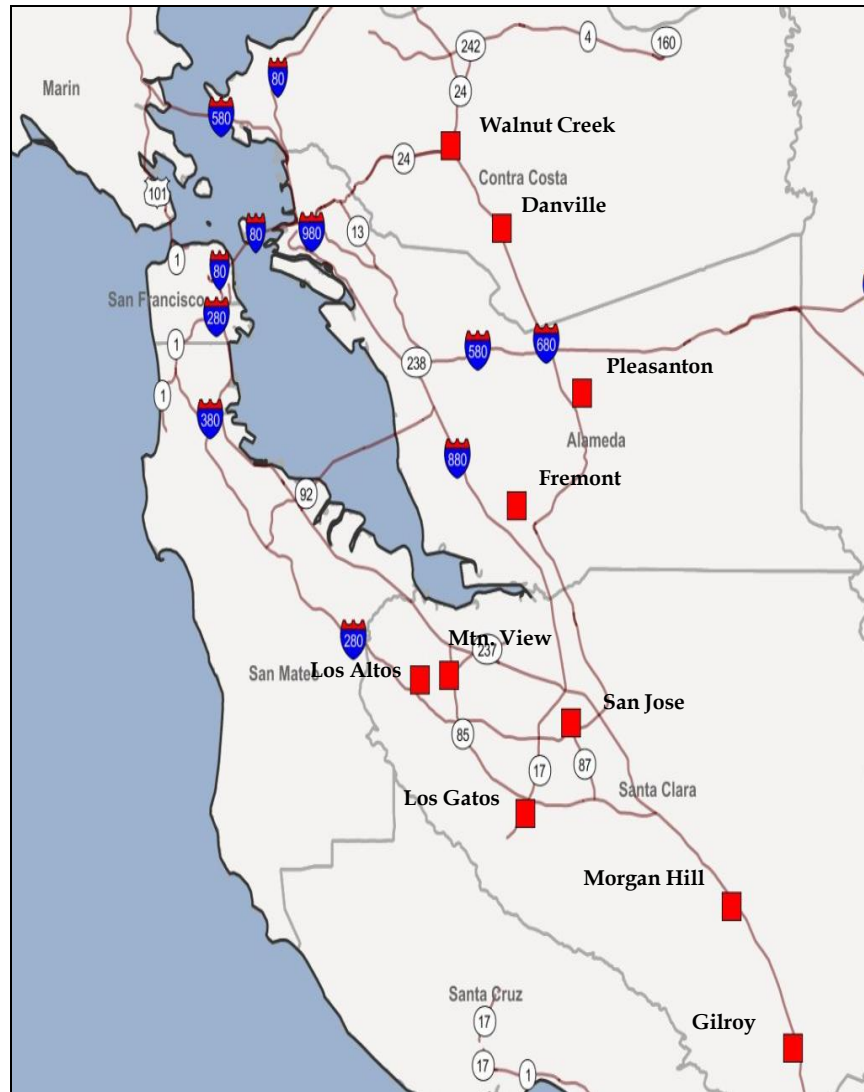 242
4
160
80
24
Marin
580
Walnut Creek
24
Contra Costa
101
Danville
80
980
13
1
80
San Francisco
280
1
580
680
238
Pleasanton
1
380
Alameda
880
Fremont
92
280
Mtn. View
237
Los Altos
San Mateo
San Jose
85
17
87
Santa Clara
Los Gatos
Morgan Hill
Santa Cruz
17
Gilroy
17
1